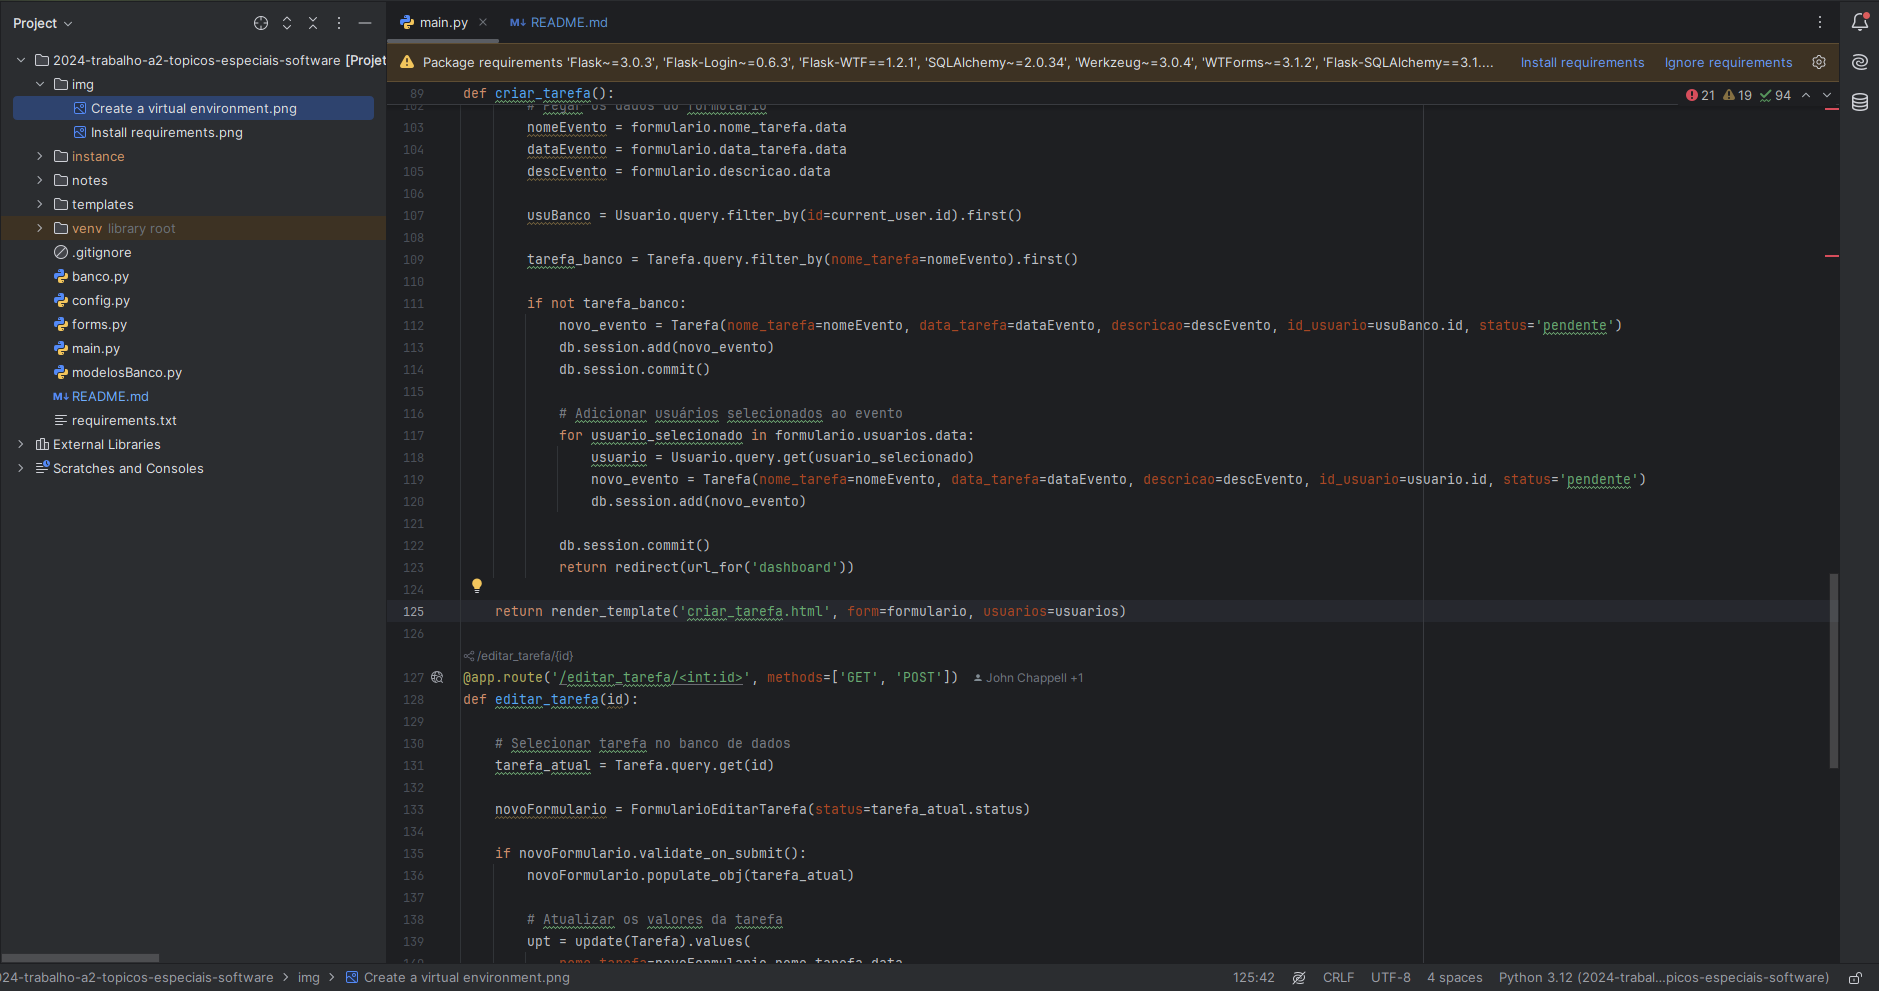 Project
main.py
README.md
2024-trabalho-a2-topicos-especiais-software [Projet
img
Create a virtual environment.png
Install requirements.png
instance
notes
templates
venv library root
.gitignore
banco.py
config.py
forms.py
main.py
modelosBanco.py
README.md
requirements.txt
External Libraries
Scratches and Consoles
Package requirements 'Flask~=3.0.3', 'Flask-Login~=0.6.3', 'Flask-WTF==1.2.1', 'SQLAlchemy~=2.0.34', 'Werkzeug~=3.0.4', 'WTForms~=3.1.2', 'Flask-SQLAlchemy==3.1.... Install requirements Ignore requirements
89 def criar_tarefa():
21 19 94
102 # Pegar os dados do formulario
103 nomeEvento = formulario.nome_tarefa.data
104 dataEvento = formulario.data_tarefa.data
105 descEvento = formulario.descricao.data
106
107 usuBanco = Usuario.query.filter_by(id=current_user.id).first()
108
109 tarefa_banco = Tarefa.query.filter_by(nome_tarefa=nomeEvento).first()
110
111 if not tarefa_banco:
112 novo_evento = Tarefa(nome_tarefa=nomeEvento, data_tarefa=dataEvento, descricao=descEvento, id_usuario=usuBanco.id, status='pendente')
113 db.session.add(novo_evento)
114 db.session.commit()
115
116 # Adicionar usuários selecionados ao evento
117 for usuario_selecionado in formulario.usuarios.data:
118 usuario = Usuario.query.get(usuario_selecionado)
119 novo_evento = Tarefa(nome_tarefa=nomeEvento, data_tarefa=dataEvento, descricao=descEvento, id_usuario=usuario.id, status='pendente')
120 db.session.add(novo_evento)
121
122 db.session.commit()
123 return redirect(url_for('dashboard'))
124
125 return render_template('criar_tarefa.html', form=formulario, usuarios=usuarios)
126
/editar_tarefa/{id}
127 @app.route('/editar_tarefa/<int:id>', methods=['GET', 'POST']) John Chappell +1
128 def editar_tarefa(id):
129
130 # Selecionar tarefa no banco de dados
131 tarefa_atual = Tarefa.query.get(id)
132
133 novoFormulario = FormularioEditarTarefa(status=tarefa_atual.status)
134
135 if novoFormulario.validate_on_submit():
136 novoFormulario.populate_obj(tarefa_atual)
137
138 # Atualizar os valores da tarefa
139 upt = update(Tarefa).values(
140 nome_tarefa=novoFormulario.nome_tarefa.data
024-trabalho-a2-topicos-especiais-software > img > Create a virtual environment.png
125:42 CRLF UTF-8 4 spaces Python 3.12 (2024-trabal...picos-especiais-software)